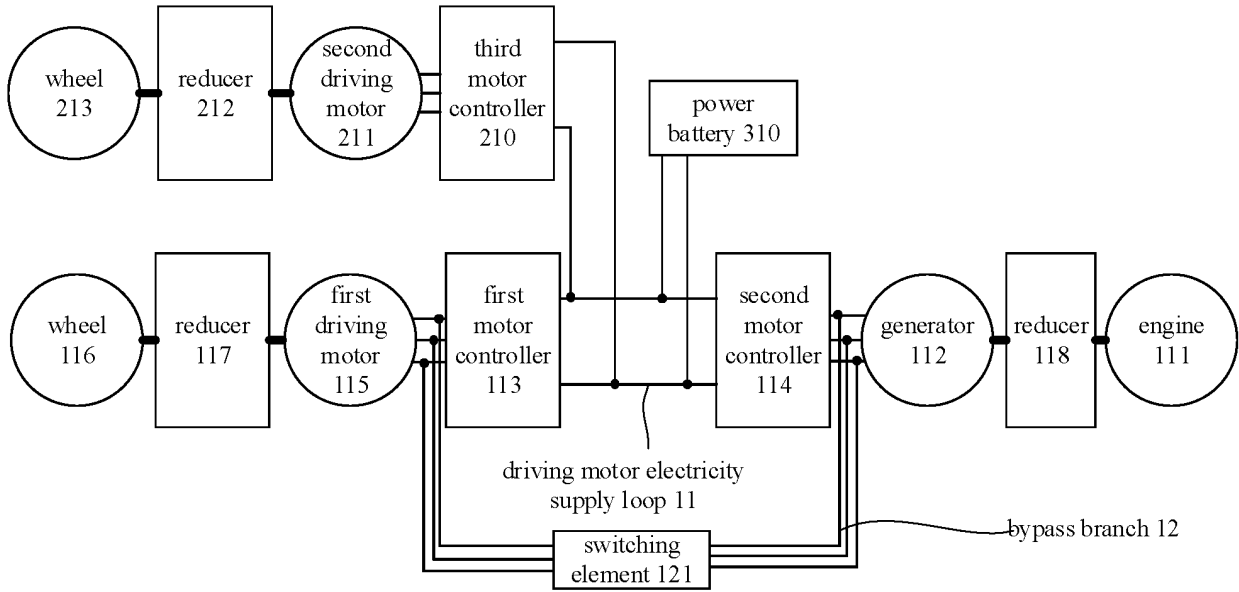 wheel
213
reducer
212
second
driving
motor
211
third
motor
controller
210
power
battery 310
wheel
116
reducer
117
first
driving
motor
115
first
motor
controller
113
second
motor
controller
114
generator
112
reducer
118
engine
111
driving motor electricity
supply loop 11
bypass branch 12
switching
element 121